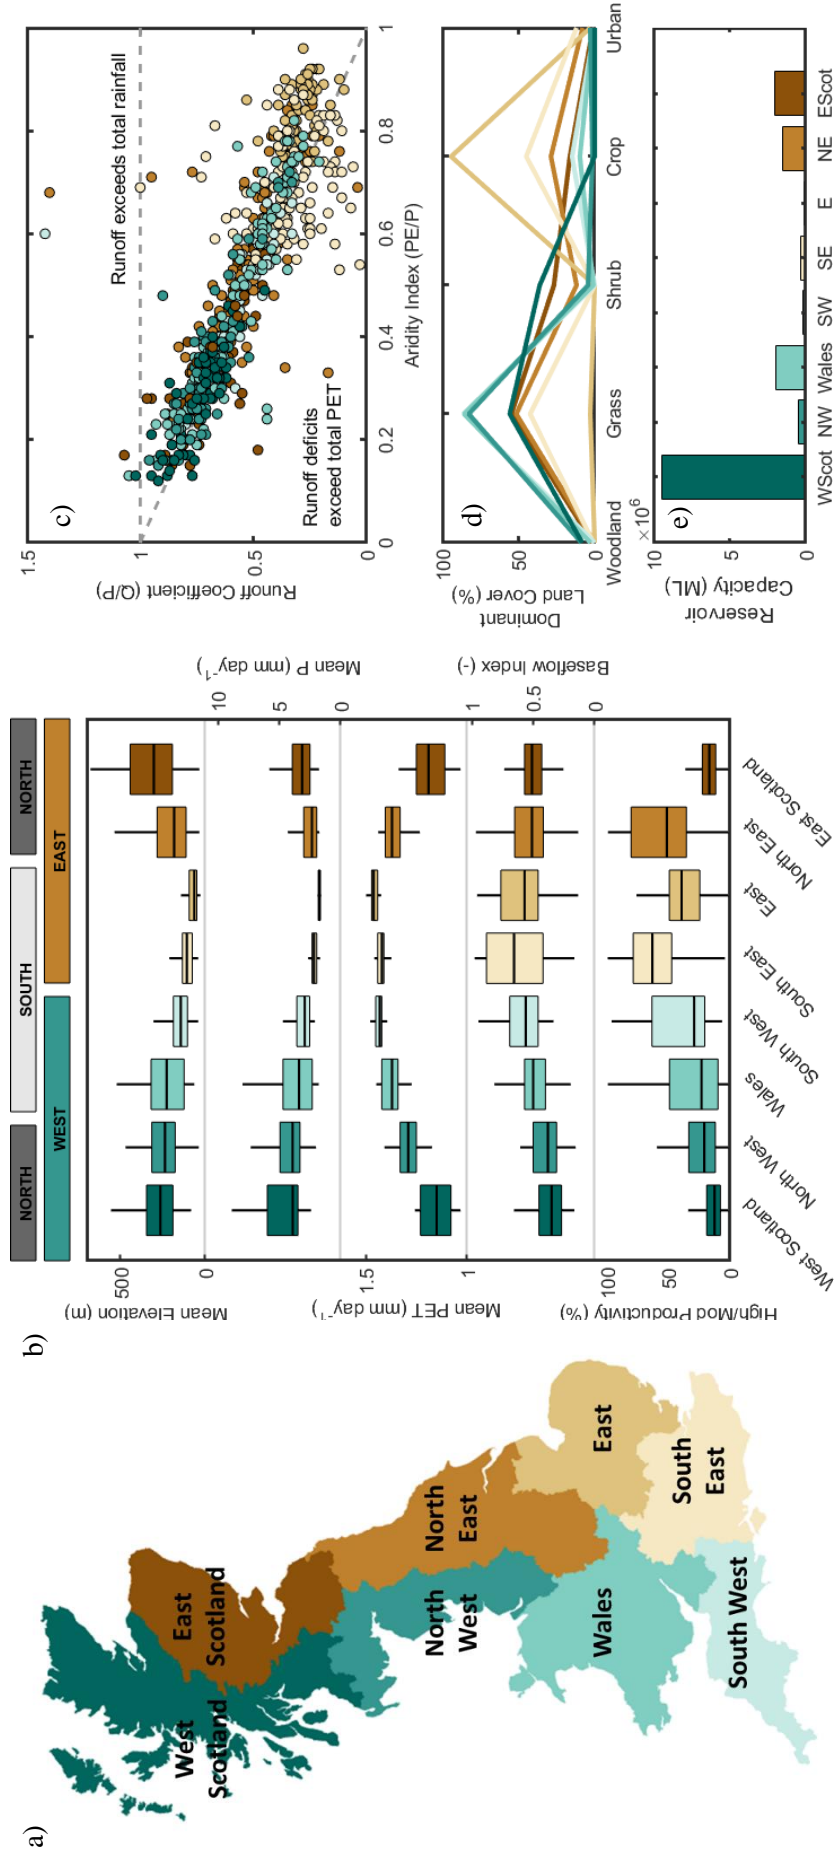 a)
West
Scotland
East
Scotland
North
West
North
East
Wales
East
South
East
South West
b)
NORTH
SOUTH
NORTH
WEST
EAST
Mean Elevation (m)
500
0
Mean P (mm day-1)
10
5
0
Mean PET (mm day-1)
1.5
1
Baseflow Index (-)
1
0.5
0
High/Mod Productivity (%)
100
50
0
West Scotland
North West
Wales
South West
South East
East
North East
East Scotland
c)
Runoff Coefficient (Q/P)
1.5
1
0.5
0
Runoff exceeds total rainfall
Runoff deficits
exceed total PET
0
0.2
0.4
0.6
0.8
1
Aridity Index (PE/P)
d)
Dominant
Land Cover (%)
100
50
0
Woodland
Grass
Shrub
Crop
Urban
e)
×10^6
Reservoir
Capacity (ML)
10
5
0
WScot
NW
Wales
SW
SE
E
NE
EScot